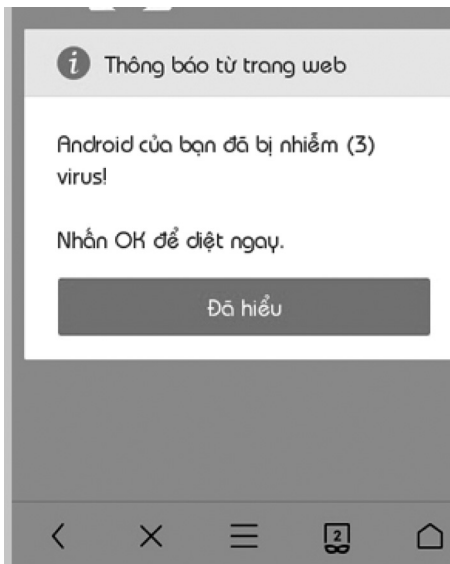 Thông báo từ trang web
Android của bạn đã bị nhiễm (3)
virus!
Nhấn OK để diệt ngay.
Đã hiểu
2